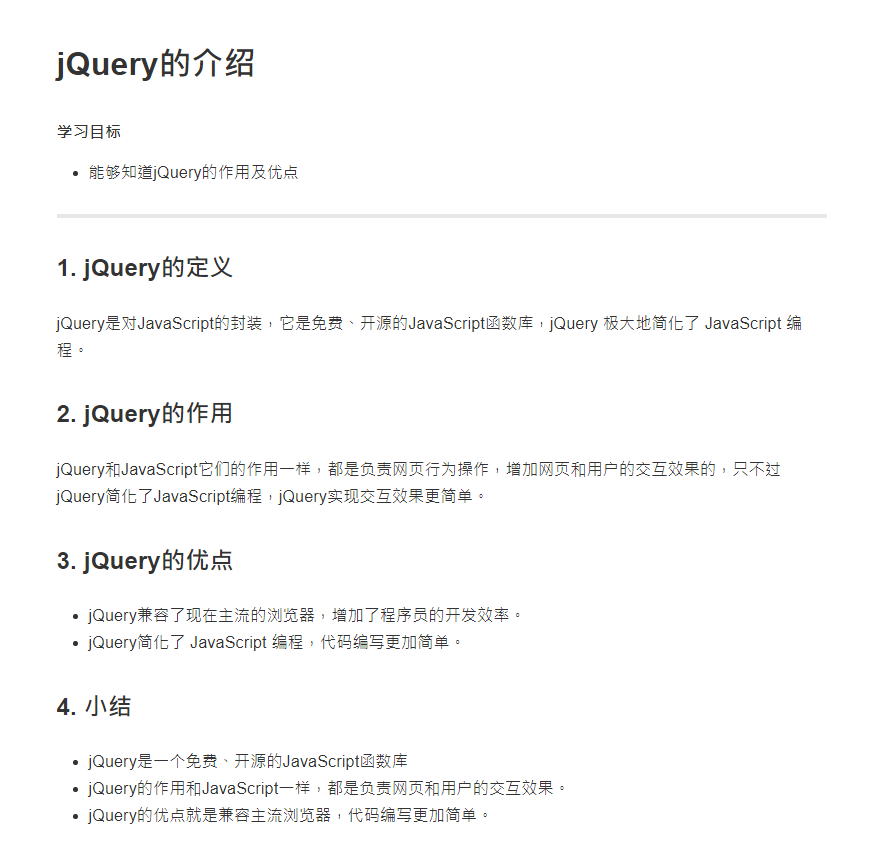 jQuery的介绍
学习目标
能够知道jQuery的作用及优点
1. jQuery的定义
jQuery是对JavaScript的封装，它是免费、开源的JavaScript函数库，jQuery 极大地简化了 JavaScript 编
程。
2. jQuery的作用
jQuery和JavaScript它们的作用一样，都是负责网页行为操作，增加网页和用户的交互效果的，只不过
jQuery简化了JavaScript编程，jQuery实现交互效果更简单。
3. jQuery的优点
jQuery兼容了现在主流的浏览器，增加了程序员的开发效率。
jQuery简化了 JavaScript 编程，代码编写更加简单。
4. 小结
jQuery是一个免费、开源的JavaScript函数库
jQuery的作用和JavaScript一样，都是负责网页和用户的交互效果。
jQuery的优点就是兼容主流浏览器，代码编写更加简单。